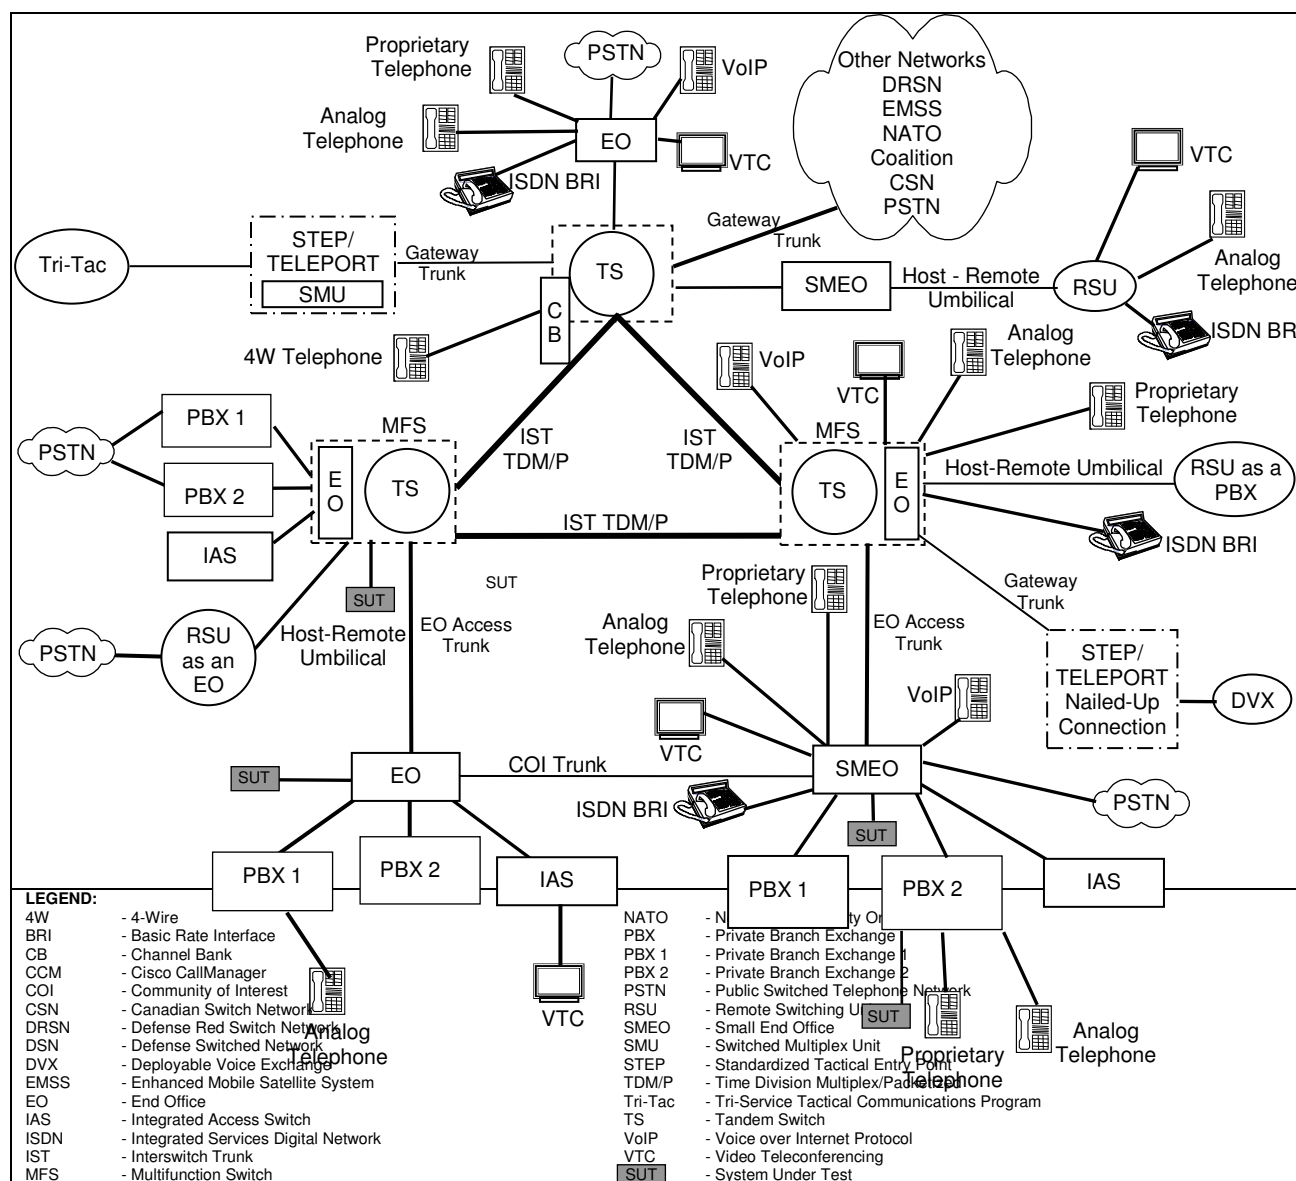 Proprietary
Telephone
PSTN
VoIP
Other Networks
DRSN
EMSS
NATO
Coalition
CSN
PSTN
Analog
Telephone
EO
VTC
ISDN BRI
VTC
Analog
Telephone
ISDN BRI
Gateway
Trunk
Tri-Tac
STEP/
TELEPORT
SMU
Gateway
Trunk
TS
C
B
SMEO
Host - Remote
Umbilical
RSU
4W Telephone
VoIP
VTC
Analog
Telephone
Proprietary
Telephone
PSTN
PBX 1
PBX 2
IAS
MFS
E
O
TS
IST
TDM/P
IST
TDM/P
IST TDM/P
MFS
TS
E
O
Host-Remote Umbilical
RSU as a
PBX
ISDN BRI
SUT
SUT
PSTN
RSU
as an
EO
Host-Remote
Umbilical
EO Access
Trunk
Proprietary
Telephone
Analog
Telephone
EO Access
Trunk
Gateway
Trunk
STEP/
TELEPORT
Nailed-Up
Connection
DVX
VoIP
VTC
SUT
EO
COI Trunk
SMEO
ISDN BRI
SUT
PSTN
PBX 1
PBX 2
IAS
PBX 1
PBX 2
IAS
Analog
Telephone
VTC
SUT
Proprietary
Telephone
Analog
Telephone
LEGEND:
4W - 4-Wire
BRI - Basic Rate Interface
CB - Channel Bank
CCM - Cisco CallManager
COI - Community of Interest
CSN - Canadian Switch Network
DRSN - Defense Red Switch Network
DSN - Defense Switched Network
DVX - Deployable Voice Exchange
EMSS - Enhanced Mobile Satellite System
EO - End Office
IAS - Integrated Access Switch
ISDN - Integrated Services Digital Network
IST - Interswitch Trunk
MFS - Multifunction Switch
NATO -
PBX - Private Branch Exchange
PBX 1 - Private Branch Exchange 1
PBX 2 - Private Branch Exchange 2
PSTN - Public Switched Telephone Network
RSU - Remote Switching
SMEO - Small End Office
SMU - Switched Multiplex Unit
STEP - Standardized Tactical Entry Point
TDM/P - Time Division Multiplex/Packetized
Tri-Tac - Tri-Service Tactical Communications Program
TS - Tandem Switch
VoIP - Voice over Internet Protocol
VTC - Video Teleconferencing
SUT - System Under Test